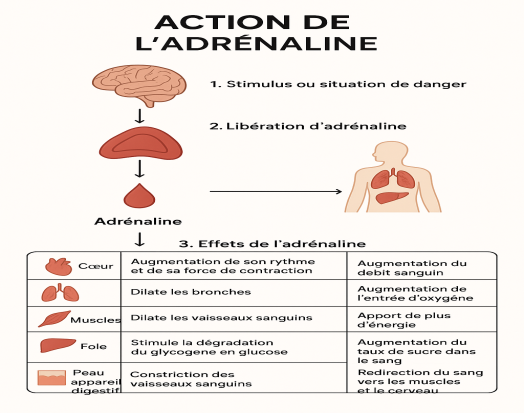 ACTION DE
L'ADRÉNALINE
1. Stimulus ou situation de danger
2. Libération d'adrénaline
Adrénaline
3. Effets de l'adrénaline
Cœur
Augmentation de son rythme
et de sa force de contraction
Augmentation du
debit sanguin
Dilate les bronches
Augmentation de
l'entrée d'oxygéne
Muscles
Dilate les vaisseaux sanguins
Apport de plus
d'énergie
Fole
Stimule la dégradation
du glycogene en glucose
Augmentation du
taux de sucre dans
le sang
Peau
appareil
digestif
Constriction des
vaisseaux sanguins
Redirection du sang
vers les muscles
et le cerveau